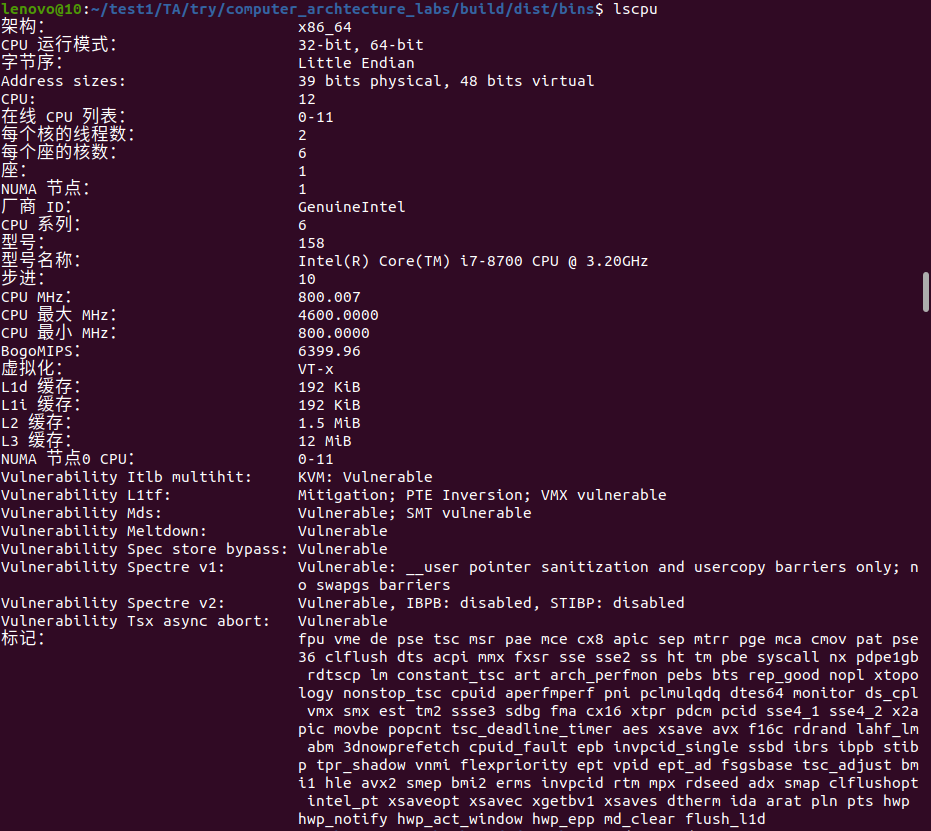 lenovo@10:~/test1/TA/try/computer_archtecture_labs/build/dist/bins$ lscpu
架构： x86_64
CPU 运行模式： 32-bit, 64-bit
字节序： Little Endian
Address sizes: 39 bits physical, 48 bits virtual
CPU: 12
在线 CPU 列表： 0-11
每个核的线程数： 2
每个座的核数： 6
座： 1
NUMA 节点： 1
厂商 ID： GenuineIntel
CPU 系列： 6
型号： 158
型号名称： Intel(R) Core(TM) i7-8700 CPU @ 3.20GHz
步进： 10
CPU MHz： 800.007
CPU 最大 MHz： 4600.0000
CPU 最小 MHz： 800.0000
BogoMIPS： 6399.96
虚拟化： VT-x
L1d 缓存： 192 KiB
L1i 缓存： 192 KiB
L2 缓存： 1.5 MiB
L3 缓存： 12 MiB
NUMA 节点0 CPU： 0-11
Vulnerability Itlb multihit: KVM: Vulnerable
Vulnerability L1tf: Mitigation; PTE Inversion; VMX vulnerable
Vulnerability Mds: Vulnerable; SMT vulnerable
Vulnerability Meltdown: Vulnerable
Vulnerability Spec store bypass: Vulnerable
Vulnerability Spectre v1: Vulnerable: __user pointer sanitization and usercopy barriers only; n
o swapgs barriers
Vulnerability Spectre v2: Vulnerable, IBPB: disabled, STIBP: disabled
Vulnerability Tsx async abort: Vulnerable
标记： fpu vme de pse tsc msr pae mce cx8 apic sep mtrr pge mca cmov pat pse
36 clflush dts acpi mmx fxsr sse sse2 ss ht tm pbe syscall nx pdpe1gb
rdtscp lm constant_tsc art arch_perfmon pebs bts rep_good nopl xtopo
logy nonstop_tsc cpuid aperfmperf pni pclmulqdq dtes64 monitor ds_cpl
vmx smx est tm2 ssse3 sdbg fma cx16 xtpr pdcm pcid sse4_1 sse4_2 x2a
pic movbe popcnt tsc_deadline_timer aes xsave avx f16c rdrand lahf_lm
abm 3dnowprefetch cpuid_fault epb invpcid_single ssbd ibrs ibpb stib
p tpr_shadow vnmi flexpriority ept vpid ept_ad fsgsbase tsc_adjust bm
i1 hle avx2 smep bmi2 erms invpcid rtm mpx rdseed adx smap clflushopt
intel_pt xsaveopt xsavec xgetbv1 xsaves dtherm ida arat pln pts hwp
hwp_notify hwp_act_window hwp_epp md_clear flush_l1d